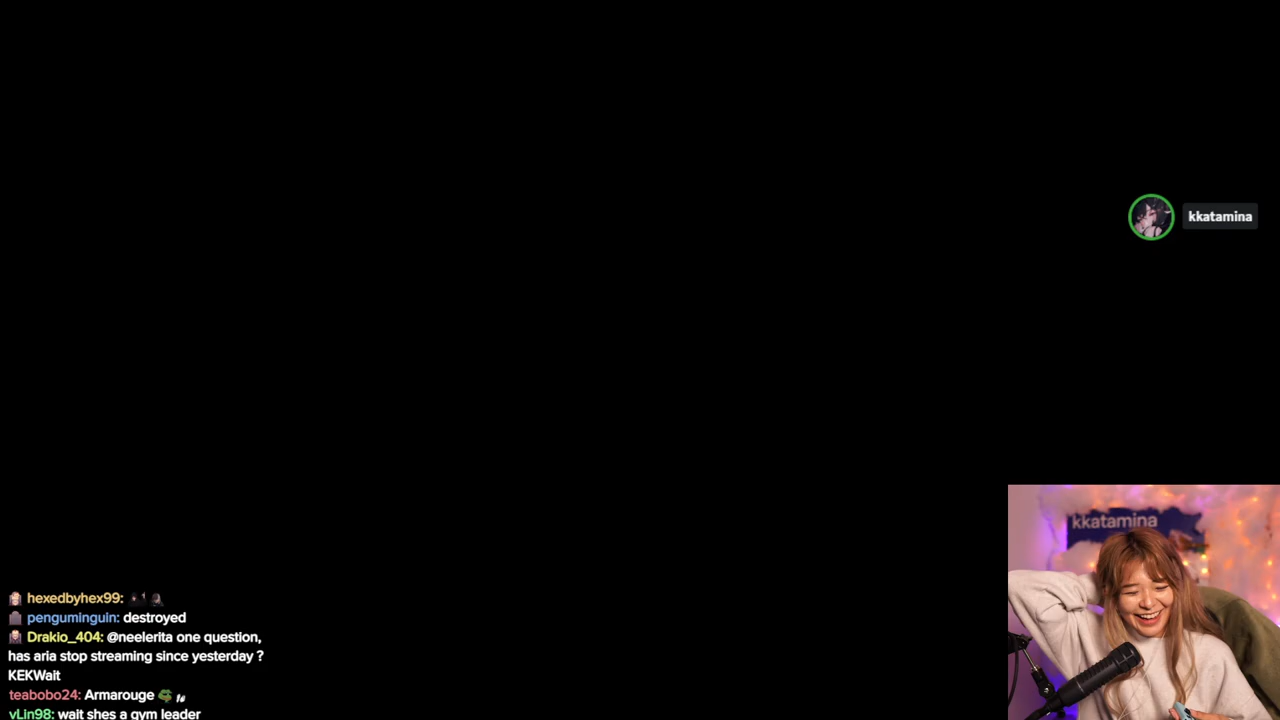 kkatamina
kkatamina
hexedbyhex99:
penguminguin: destroyed
Drakio_404: @neelerita one question,
has aria stop streaming since yesterday ?
KEKWait
teabobo24: Armarouge
vLin98: wait shes a gym leader